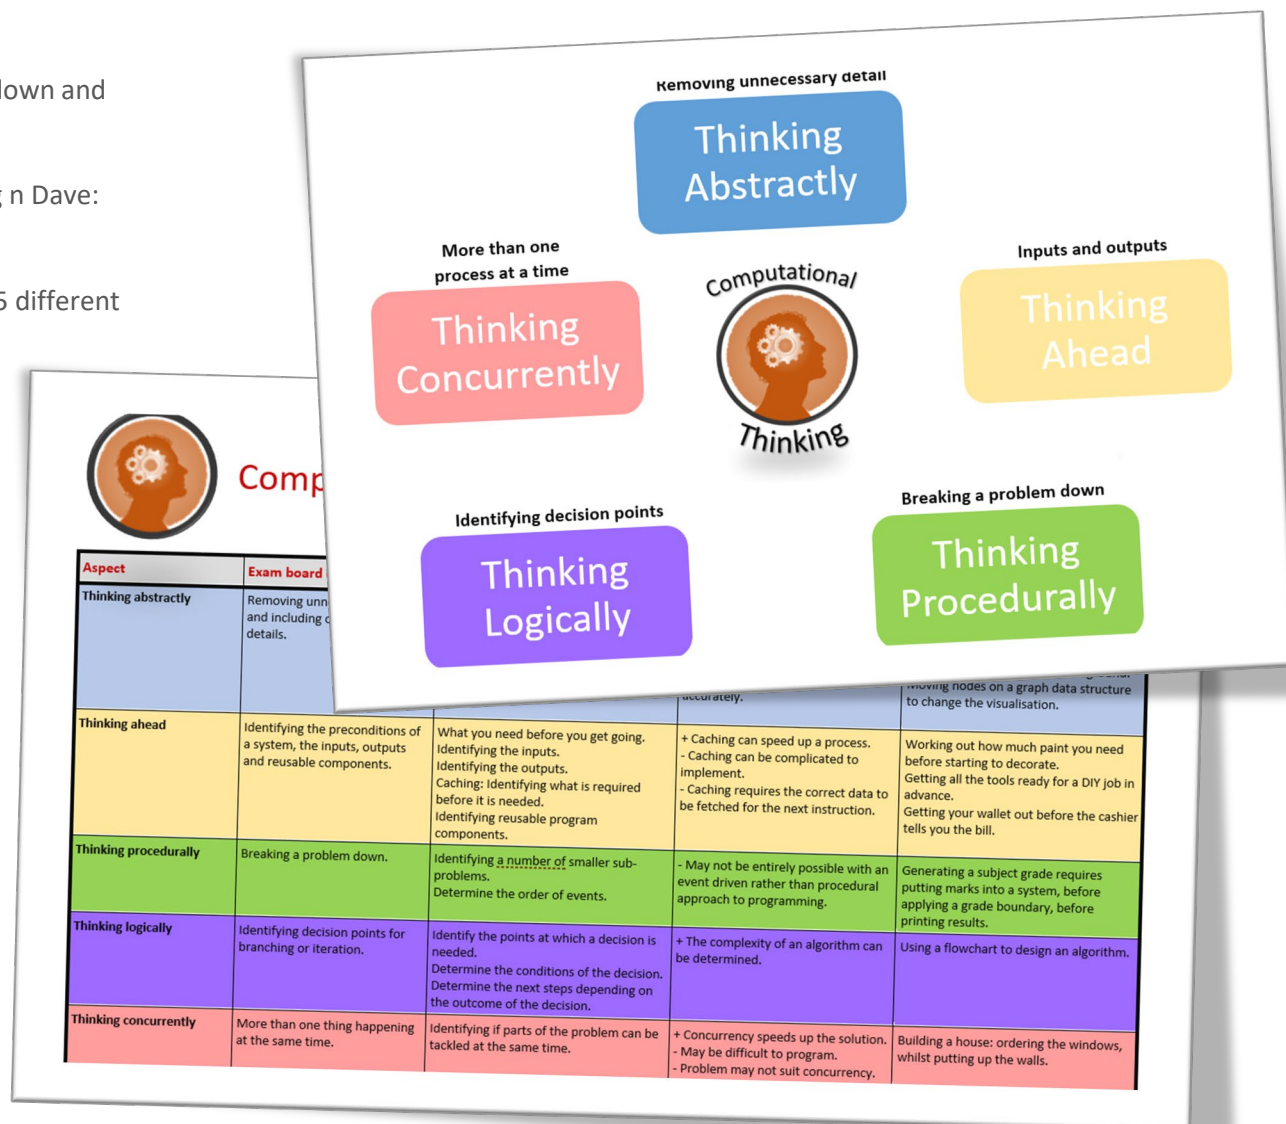 down and
n Dave:
5 different
Removing unnecessary detail
Thinking
Abstractly
More than one
process at a time
Thinking
Concurrently
Computational
Thinking
Inputs and outputs
Thinking
Ahead
Identifying decision points
Thinking
Logically
Breaking a problem down
Thinking
Procedurally
Comp
Aspect
Exam board
Thinking abstractly
Removing unn
and including
details.
accurately.
Moving nodes on a graph data structure
to change the visualisation.
Thinking ahead
Identifying the preconditions of
a system, the inputs, outputs
and reusable components.
What you need before you get going.
Identifying the inputs.
Identifying the outputs.
Caching: Identifying what is required
before it is needed.
Identifying reusable program
components.
+ Caching can speed up a process.
- Caching can be complicated to
implement.
- Caching requires the correct data to
be fetched for the next instruction.
Working out how much paint you need
before starting to decorate.
Getting all the tools ready for a DIY job in
advance.
Getting your wallet out before the cashier
tells you the bill.
Thinking procedurally
Breaking a problem down.
Identifying a number of smaller sub-
problems.
Determine the order of events.
- May not be entirely possible with an
event driven rather than procedural
approach to programming.
Generating a subject grade requires
putting marks into a system, before
applying a grade boundary, before
printing results.
Thinking logically
Identifying decision points for
branching or iteration.
Identify the points at which a decision is
needed.
Determine the conditions of the decision.
Determine the next steps depending on
the outcome of the decision.
+ The complexity of an algorithm can
be determined.
Using a flowchart to design an algorithm.
Thinking concurrently
More than one thing happening
at the same time.
Identifying if parts of the problem can be
tackled at the same time.
+ Concurrency speeds up the solution.
- May be difficult to program.
- Problem may not suit concurrency.
Building a house: ordering the windows,
whilst putting up the walls.